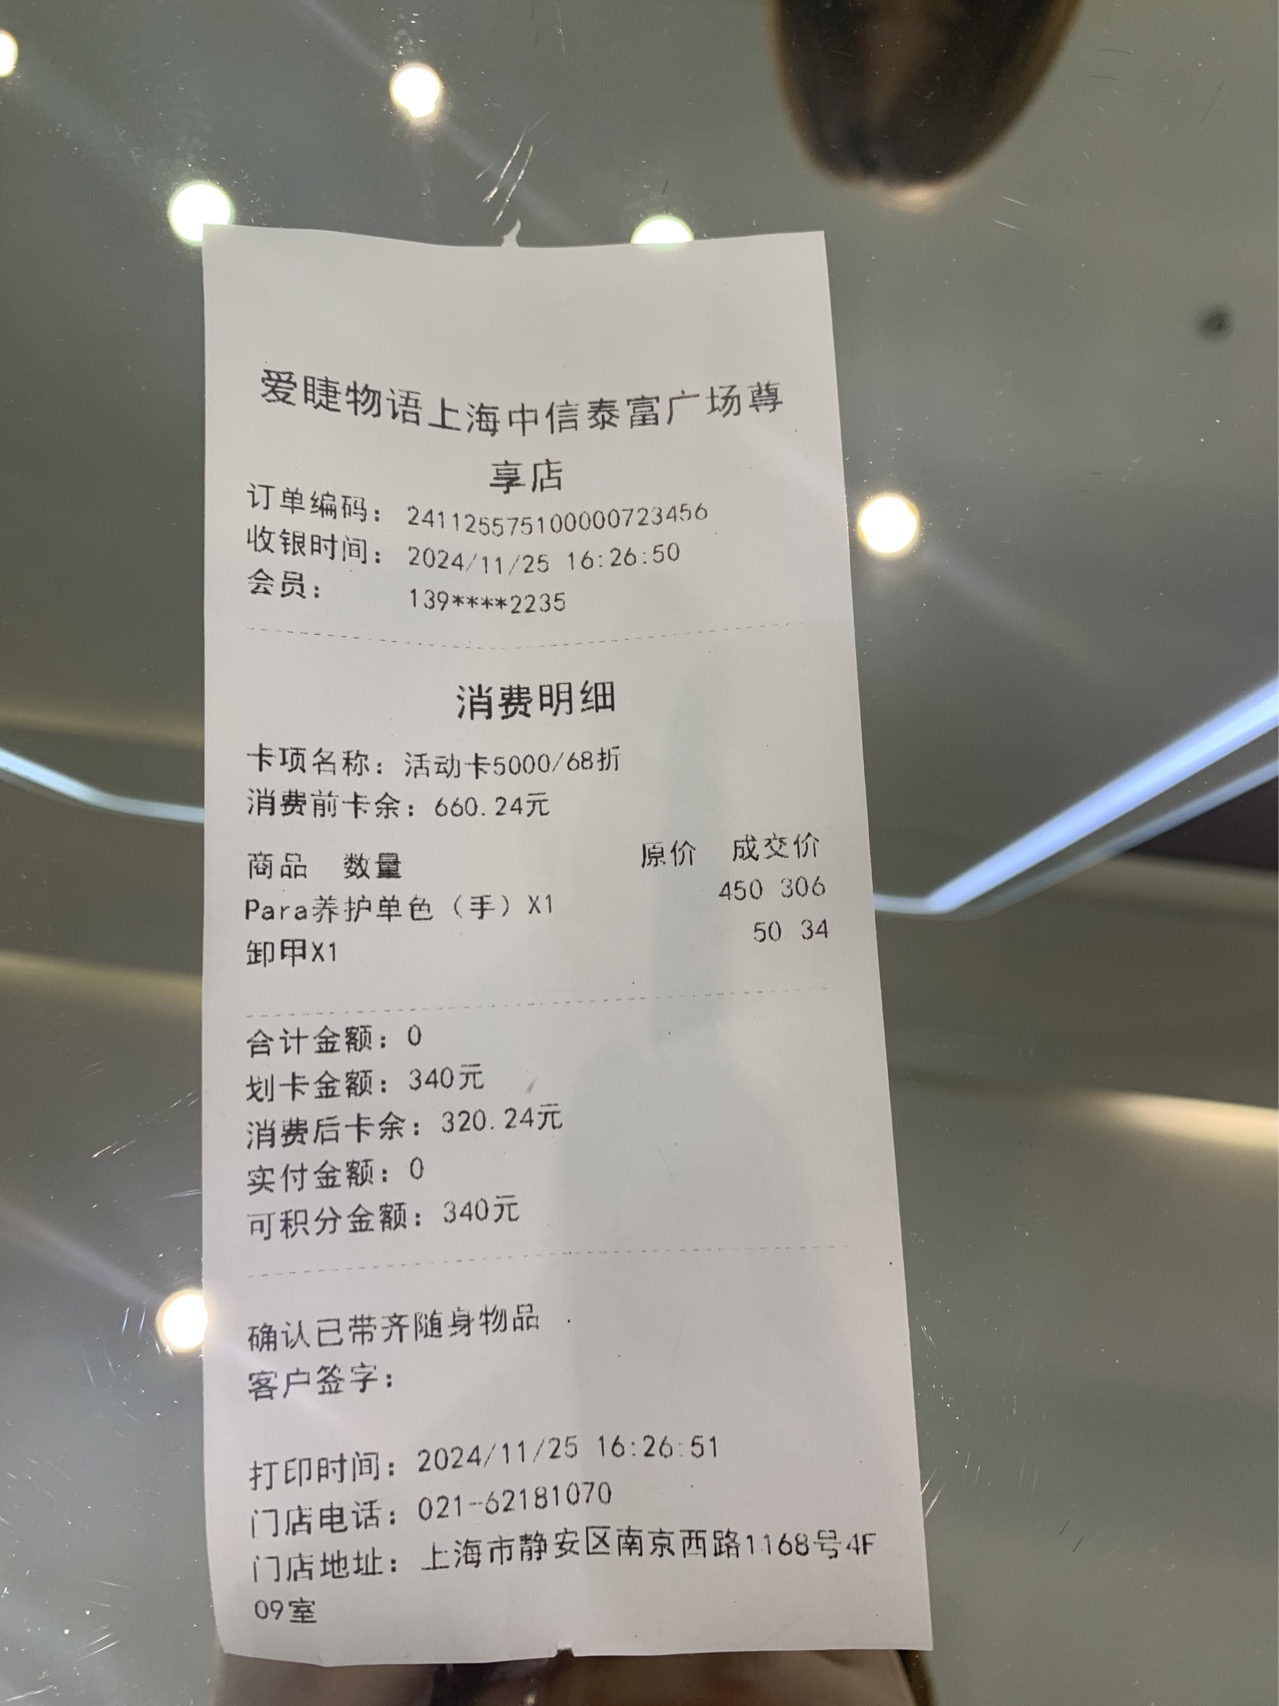 爱睫物语上海中信泰富广场尊
享店
订单编码：241125575100000723456
收银时间：2024/11/25 16:26:50
会员：139****2235
消费明细
卡项名称：活动卡5000/68折
消费前卡余：660.24元
商品 数量 原价 成交价
Para养护单色（手）X1 450 306
卸甲X1 50 34
合计金额：0
划卡金额：340元
消费后卡余：320.24元
实付金额：0
可积分金额：340元
确认已带齐随身物品
客户签字：
打印时间：2024/11/25 16:26:51
门店电话：021-62181070
门店地址：上海市静安区南京西路1168号4F
09室